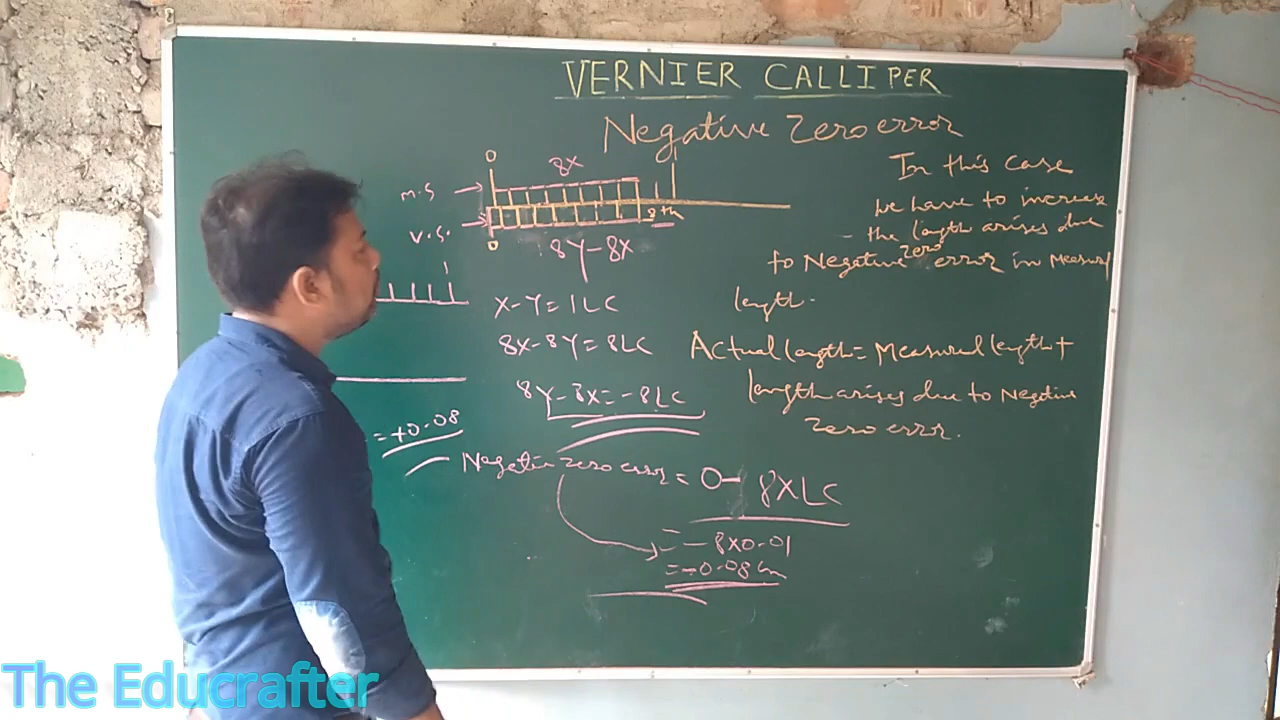 VERNIER CALLIPER
Negative Zero error
0
8X
M.S
V.S.
8th
0
8Y-8X
X-Y=1LC
8X-8Y=8LC
8Y-8X=-8LC
=+0.08
Negative zero error = 0- 8XLC
= -8X0.01
=-0.08cm
In this case
we have to increase
the length arises due
to Negative zero error in Measured
length.
Actual length = Measured length +
length arises due to Negative
Zero error.
The Educrafter